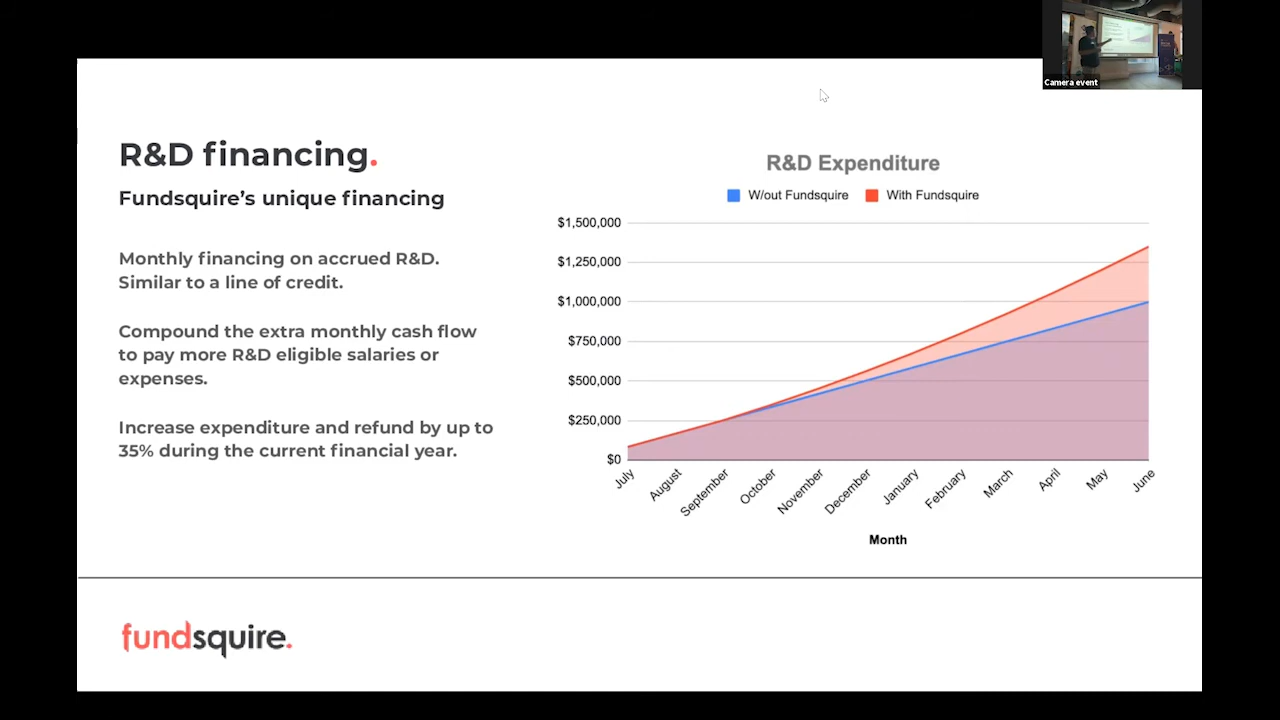 Camera event
R&D financing.
Fundsquire's unique financing
Monthly financing on accrued R&D.
Similar to a line of credit.
Compound the extra monthly cash flow
to pay more R&D eligible salaries or
expenses.
Increase expenditure and refund by up to
35% during the current financial year.
R&D Expenditure
W/out Fundsquire
With Fundsquire
$1,500,000
$1,250,000
$1,000,000
$750,000
$500,000
$250,000
$0
July
August
September
October
November
December
January
February
March
April
May
June
Month
fundsquire.